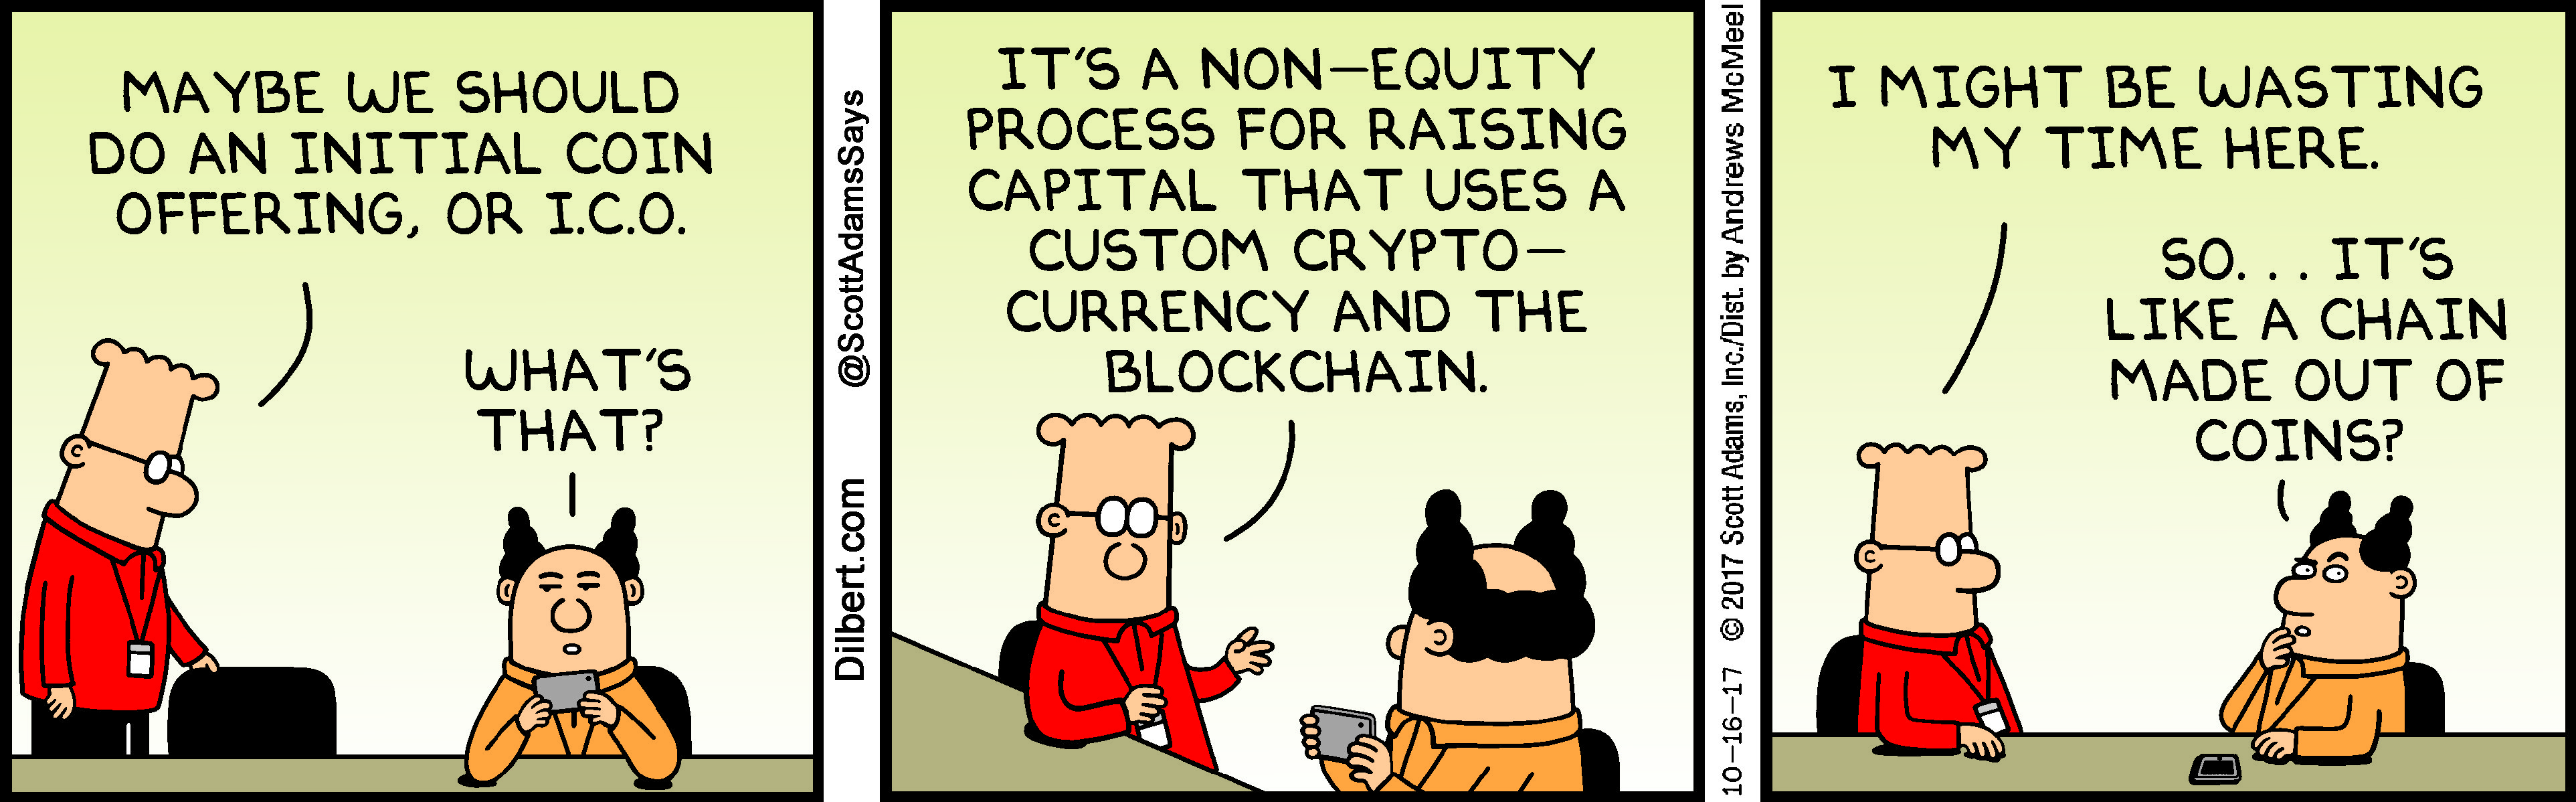 MAYBE WE SHOULD
DO AN INITIAL COIN
OFFERING, OR I.C.O.
WHAT'S
THAT?
Dilbert.com @ScottAdamsSays
IT'S A NON-EQUITY
PROCESS FOR RAISING
CAPITAL THAT USES A
CUSTOM CRYPTO-
CURRENCY AND THE
BLOCKCHAIN.
10-16-17 © 2017 Scott Adams, Inc./Dist. by Andrews McMeel
I MIGHT BE WASTING
MY TIME HERE.
SO... IT'S
LIKE A CHAIN
MADE OUT OF
COINS?